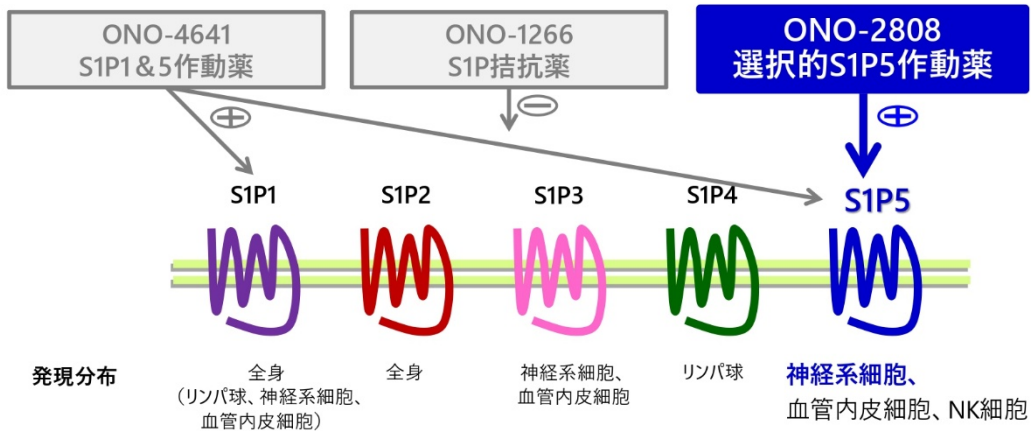 ONO-4641
S1P1＆5作動薬
ONO-1266
S1P拮抗薬
ONO-2808
選択的S1P5作動薬
S1P1
S1P2
S1P3
S1P4
S1P5
発現分布
全身
（リンパ球、神経系細胞、
血管内皮細胞）
全身
神経系細胞、
血管内皮細胞
リンパ球
神経系細胞、
血管内皮細胞、NK細胞